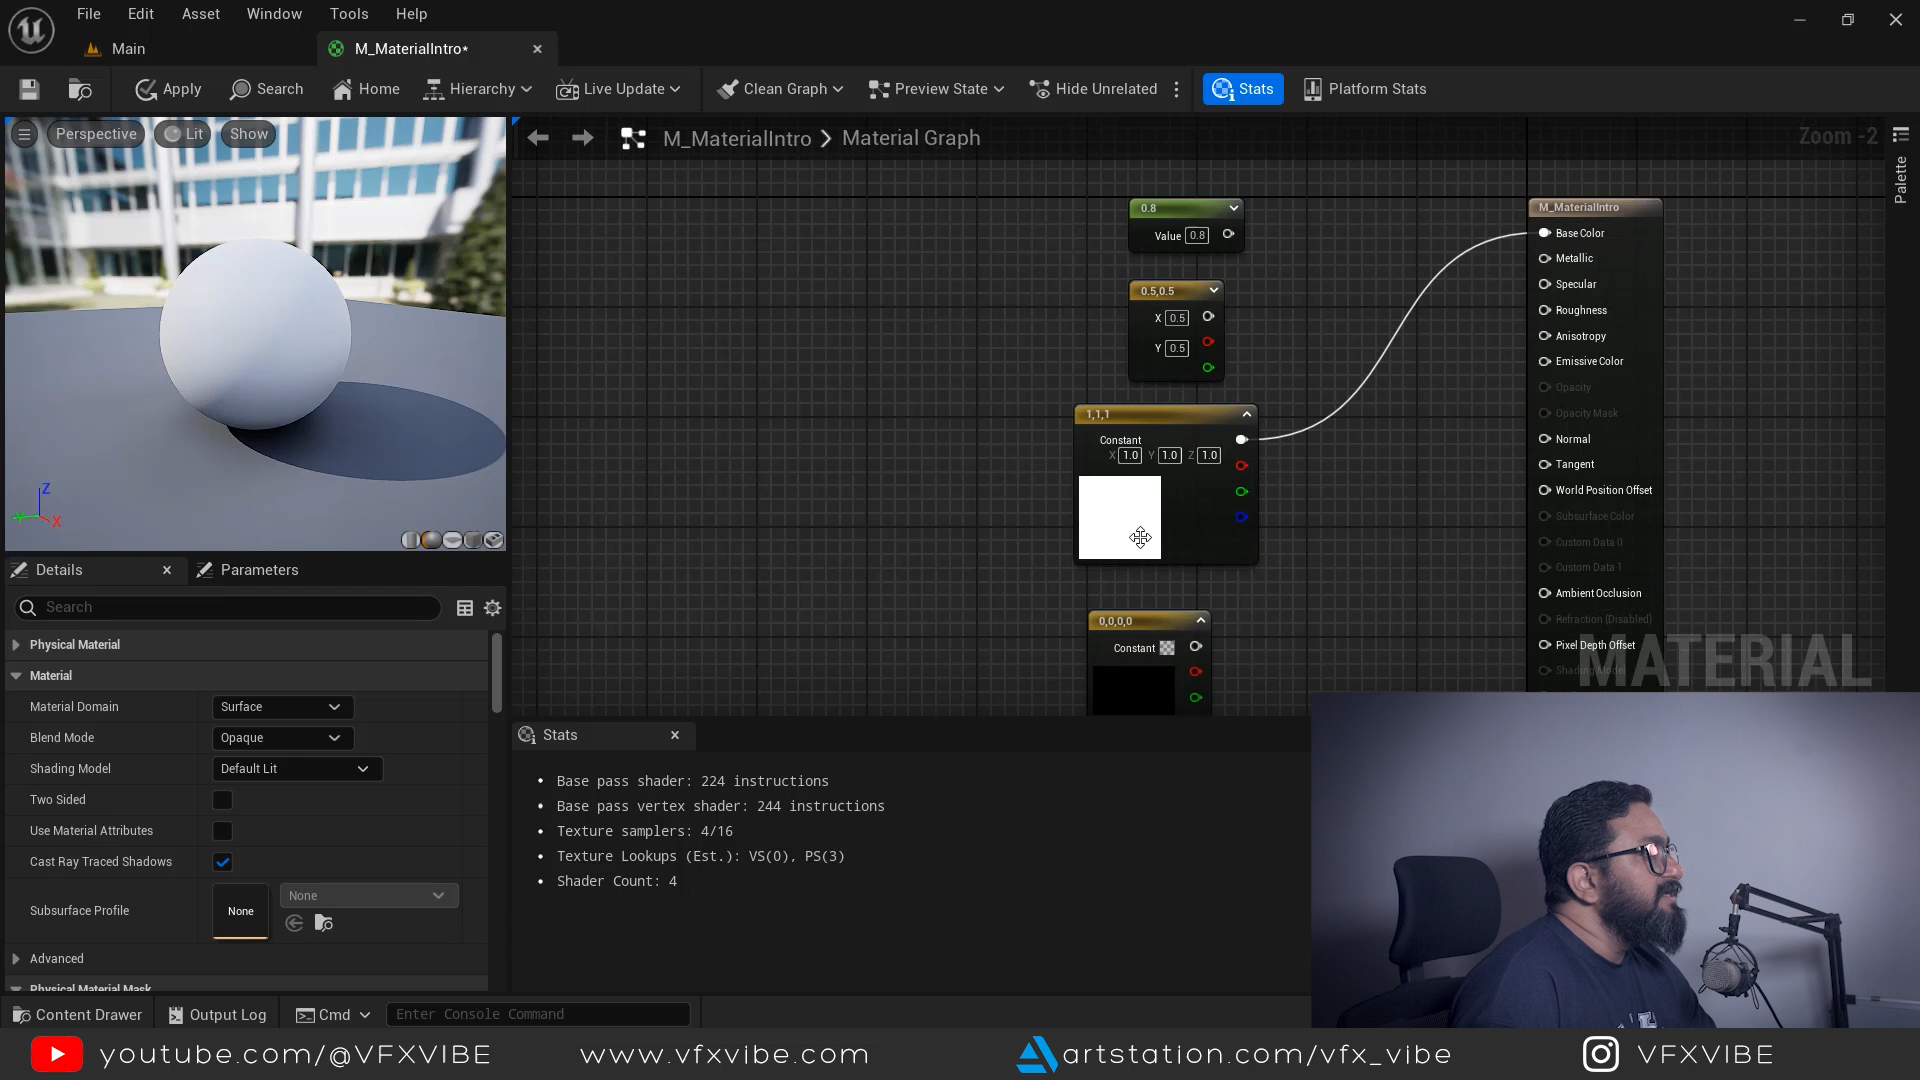 File Edit Asset Window Tools Help
Main
M_MaterialIntro*
Apply Search Home Hierarchy Live Update Clean Graph Preview State Hide Unrelated Stats Platform Stats
Perspective Lit Show
M_MaterialIntro > Material Graph
Zoom -2
Palette
0.8
Value 0.8
0.5,0.5
X 0.5
Y 0.5
1,1,1
Constant
X 1.0 Y 1.0 Z 1.0
0,0,0,0
Constant
M_MaterialIntro
Base Color
Metallic
Specular
Roughness
Anisotropy
Emissive Color
Opacity
Opacity Mask
Normal
Tangent
World Position Offset
Subsurface Color
Custom Data 0
Custom Data 1
Ambient Occlusion
Refraction (Disabled)
Pixel Depth Offset
Shading Model
MATERIAL
Z
X
Details
Parameters
Search
Physical Material
Material
Material Domain Surface
Blend Mode Opaque
Shading Model Default Lit
Two Sided
Use Material Attributes
Cast Ray Traced Shadows
Subsurface Profile None None
Advanced
Physical Material Mask
Stats
• Base pass shader: 224 instructions
• Base pass vertex shader: 244 instructions
• Texture samplers: 4/16
• Texture Lookups (Est.): VS(0), PS(3)
• Shader Count: 4
Content Drawer Output Log Cmd Enter Console Command
youtube.com/@VFXVIBE www.vfxvibe.com artstation.com/vfx_vibe VFXVIBE